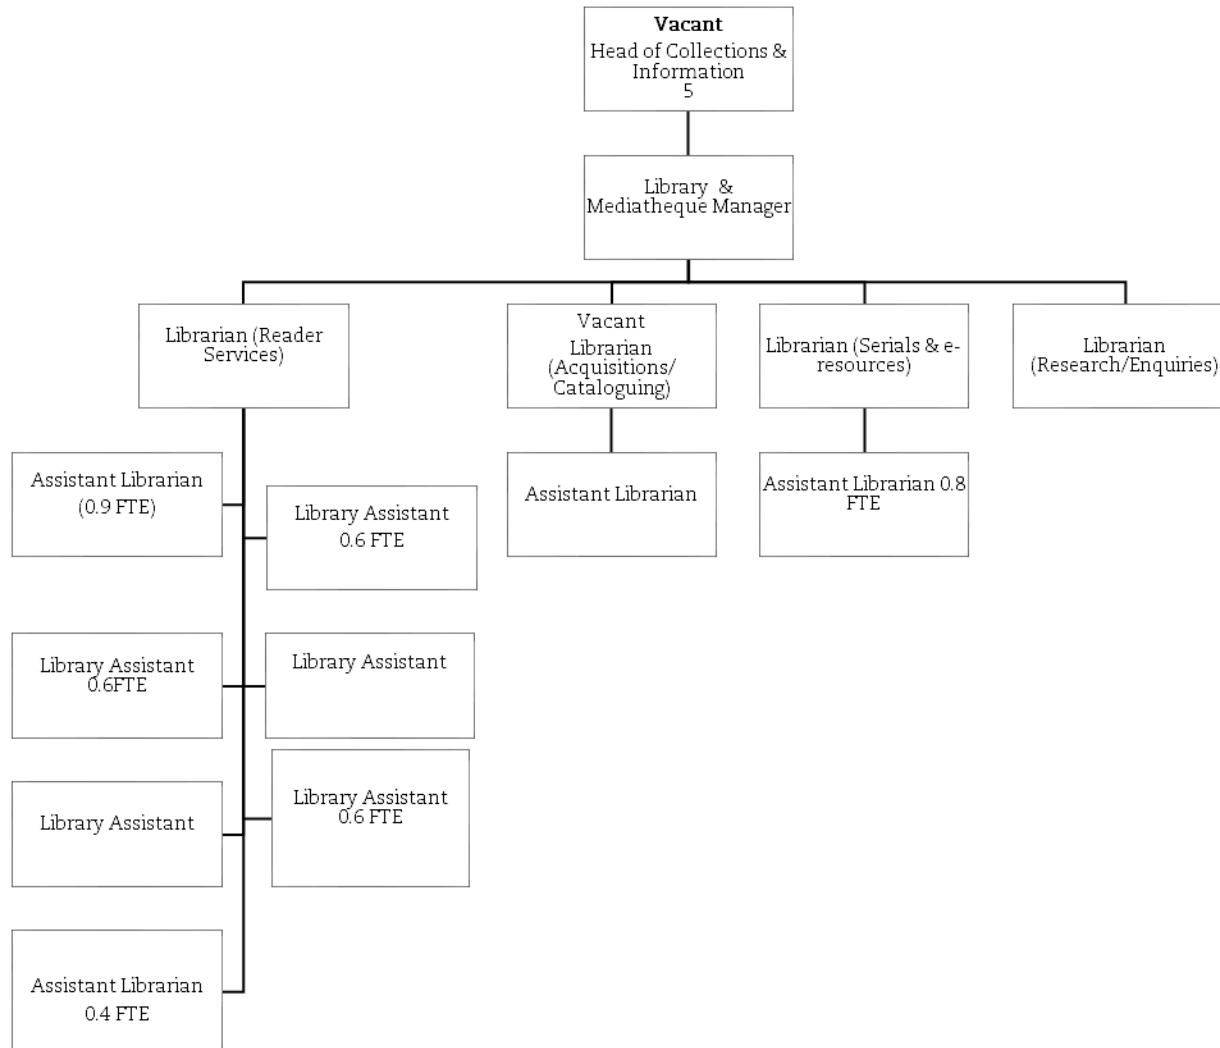 Vacant
Head of Collections &
Information
5
Library &
Mediatheque Manager
Librarian (Reader
Services)
Vacant
Librarian
(Acquisitions/
Cataloguing)
Librarian (Serials & e-
resources)
Librarian
(Research/Enquiries)
Assistant Librarian
(0.9 FTE)
Library Assistant
0.6 FTE
Assistant Librarian
Assistant Librarian 0.8
FTE
Library Assistant
0.6FTE
Library Assistant
Library Assistant
Library Assistant
0.6 FTE
Assistant Librarian
0.4 FTE